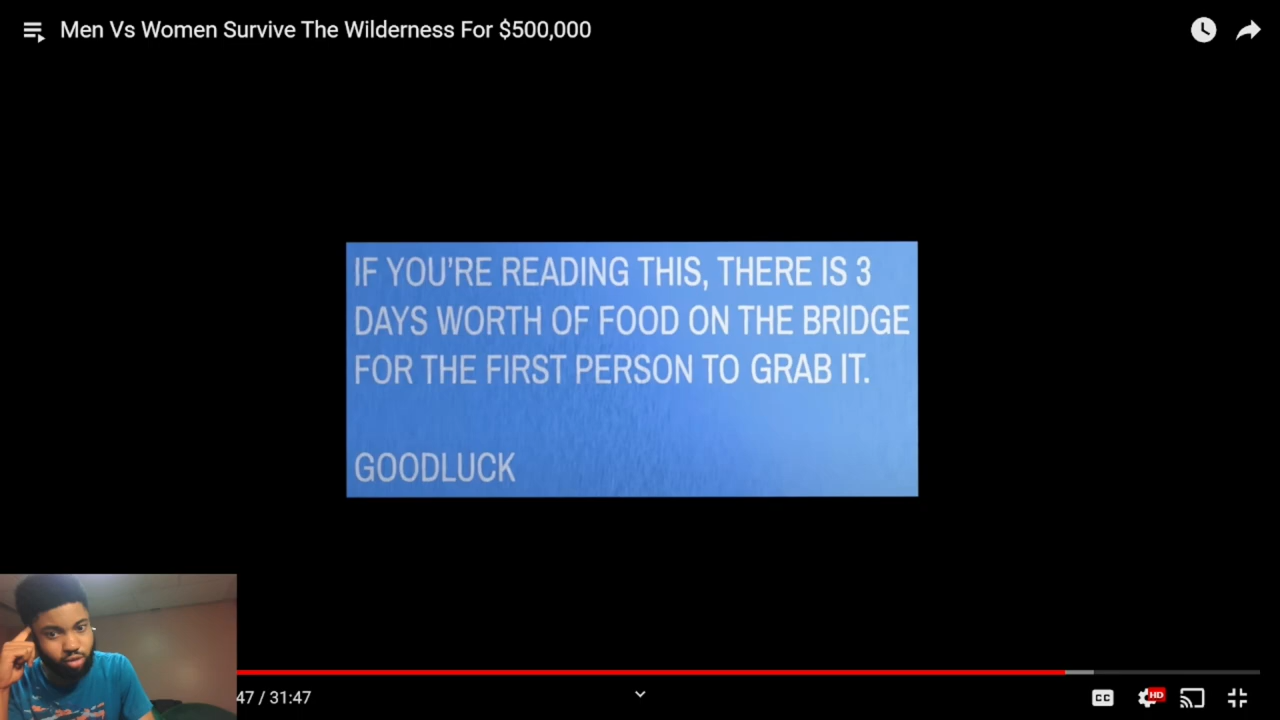 Men Vs Women Survive The Wilderness For $500,000
IF YOU'RE READING THIS, THERE IS 3
DAYS WORTH OF FOOD ON THE BRIDGE
FOR THE FIRST PERSON TO GRAB IT.
GOODLUCK
47 / 31:47
CC
HD